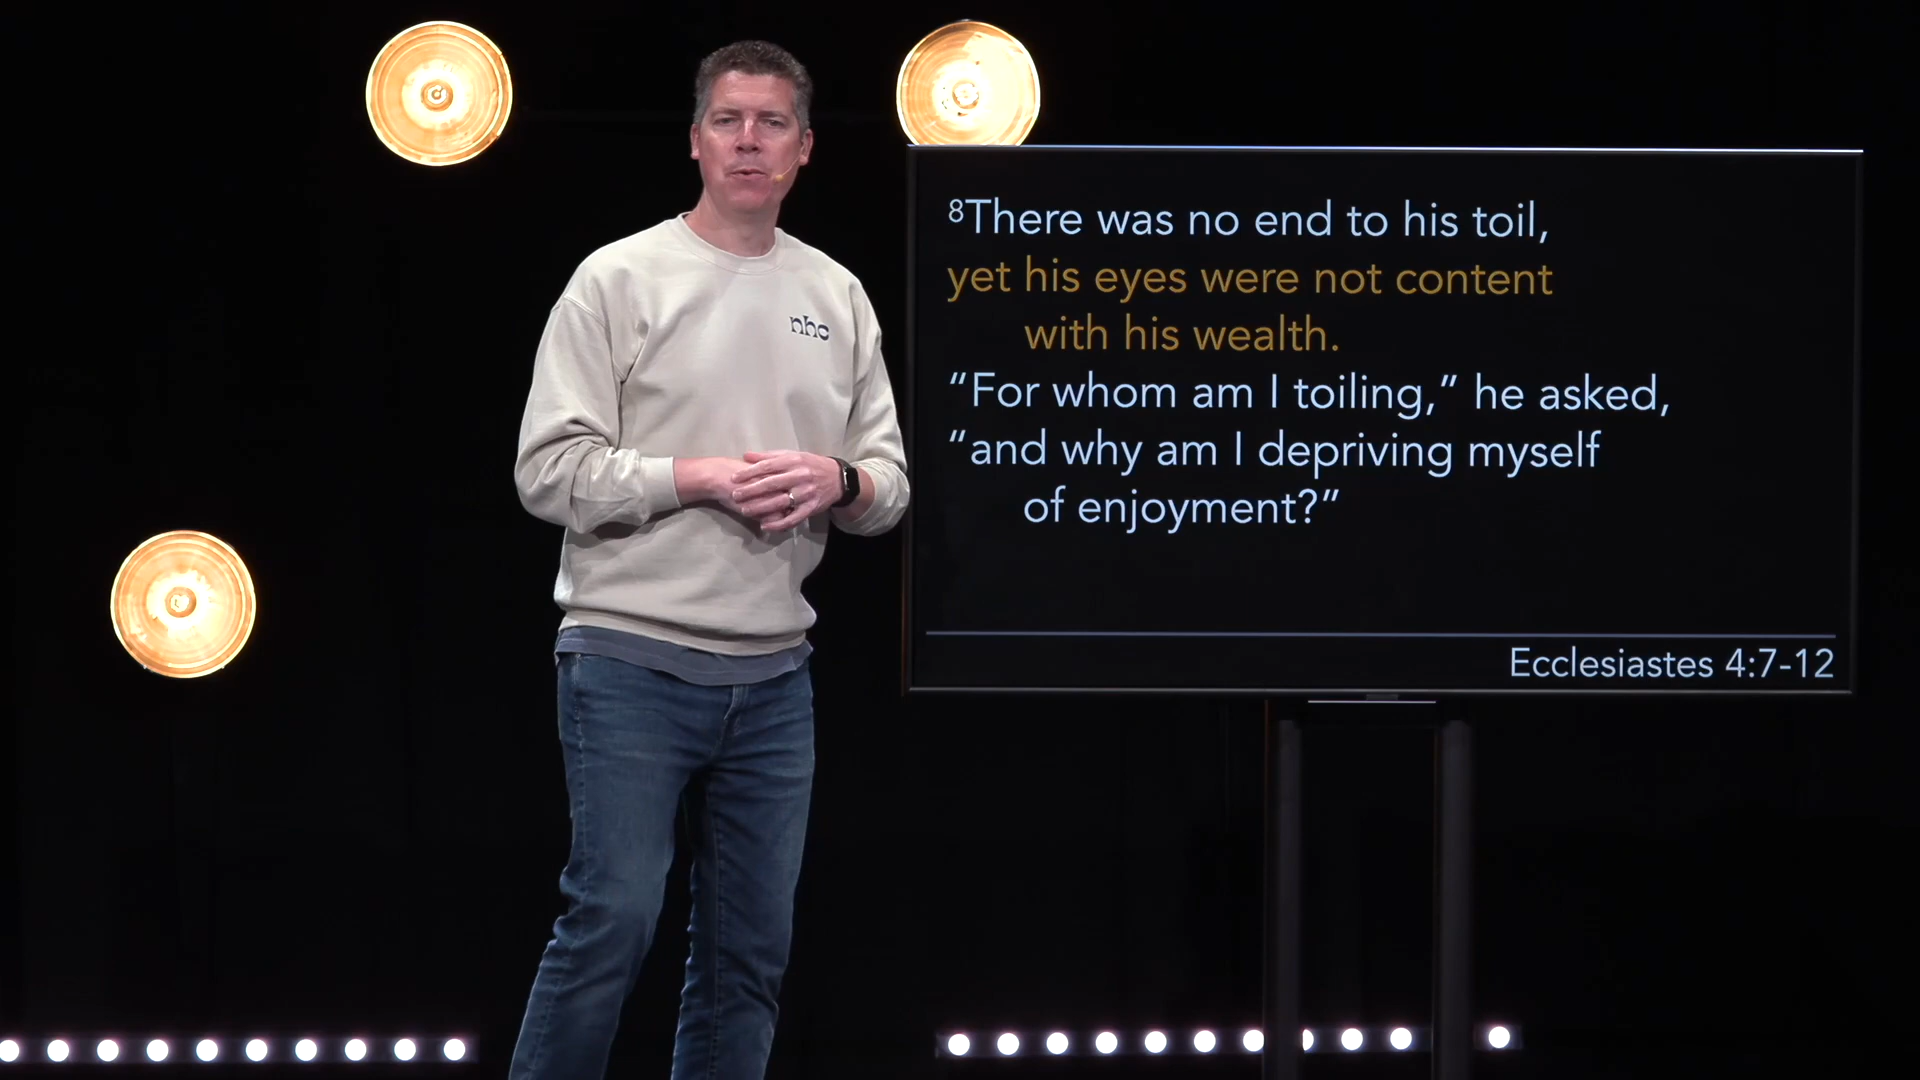 nhc
⁸There was no end to his toil,
yet his eyes were not content
with his wealth.
“For whom am I toiling,” he asked,
“and why am I depriving myself
of enjoyment?”
Ecclesiastes 4:7-12